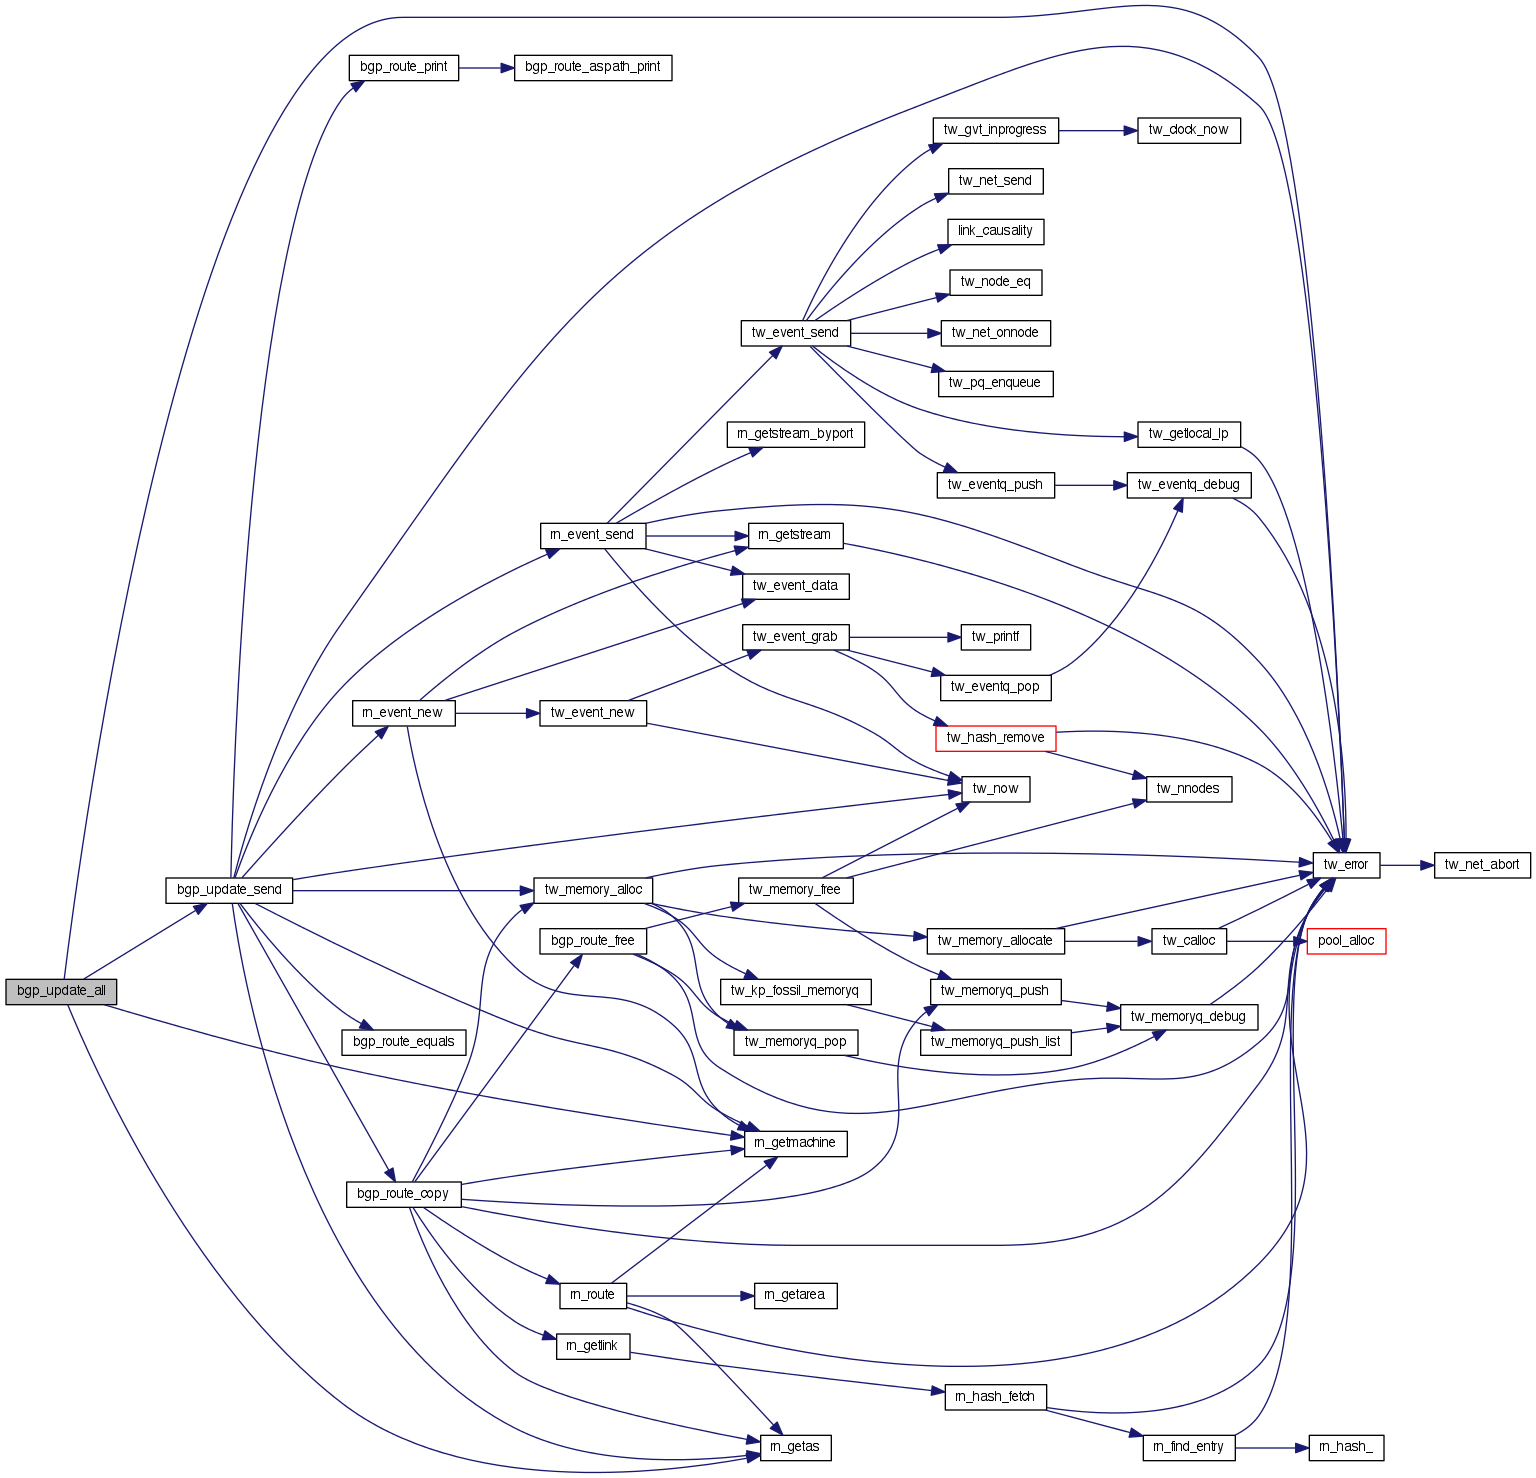 bgp_route_print
bgp_route_aspath_print
tw_gvt_inprogress
tw_clock_now
tw_net_send
link_causality
tw_node_eq
tw_event_send
tw_net_onnode
tw_pq_enqueue
rn_getstream_byport
tw_getlocal_lp
tw_eventq_push
tw_eventq_debug
rn_event_send
rn_getstream
tw_event_data
tw_event_grab
tw_printf
tw_eventq_pop
rn_event_new
tw_event_new
tw_hash_remove
tw_now
tw_nnodes
tw_error
tw_net_abort
bgp_update_send
tw_memory_alloc
tw_memory_free
bgp_route_free
tw_memory_allocate
tw_calloc
pool_alloc
bgp_update_all
tw_kp_fossil_memoryq
tw_memoryq_push
tw_memoryq_debug
bgp_route_equals
tw_memoryq_pop
tw_memoryq_push_list
rn_getmachine
bgp_route_copy
rn_route
rn_getarea
rn_getlink
rn_hash_fetch
rn_getas
rn_find_entry
rn_hash_